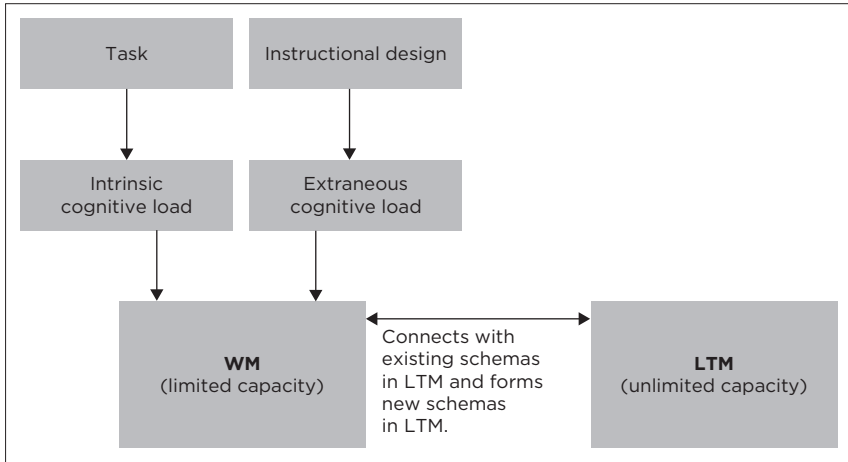 Task
Instructional design
Intrinsic
cognitive load
Extraneous
cognitive load
WM
(limited capacity)
Connects with
existing schemas
in LTM and forms
new schemas
in LTM.
LTM
(unlimited capacity)